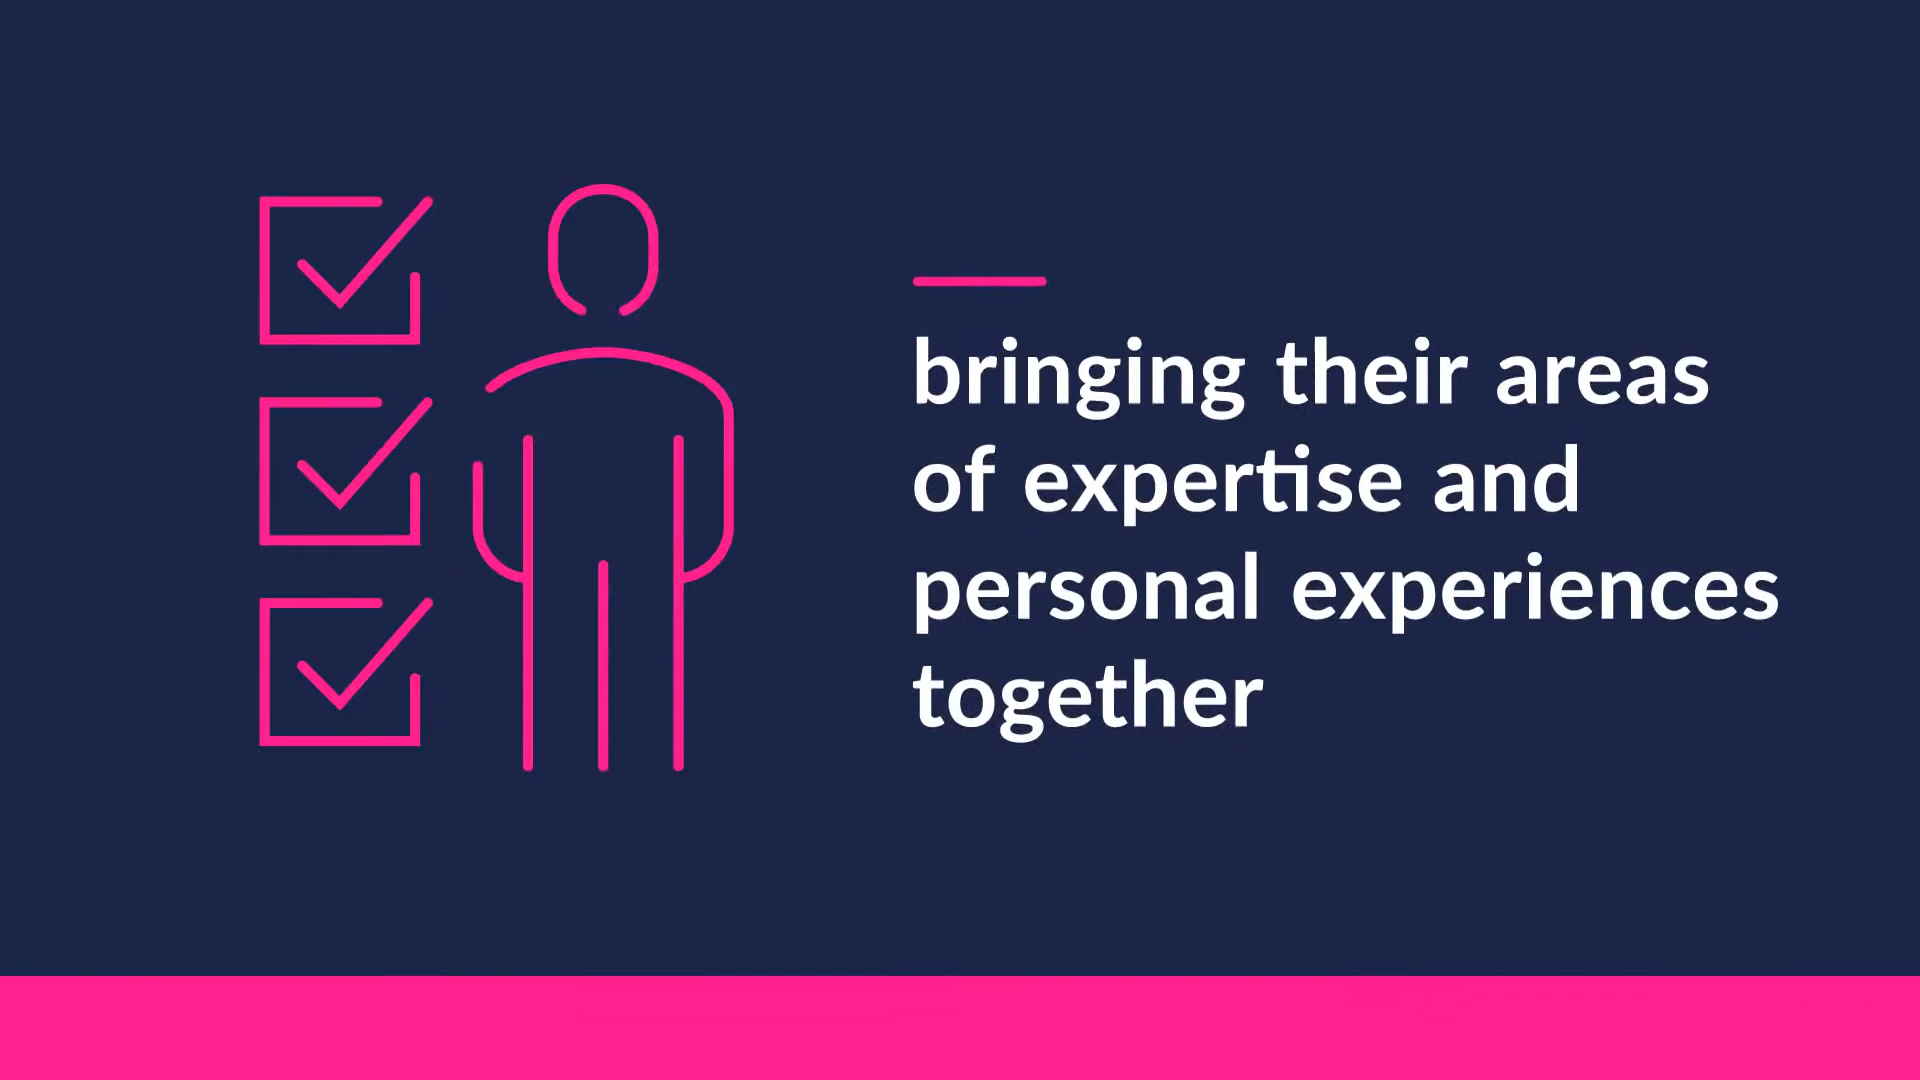 bringing their areas
of expertise and
personal experiences
together